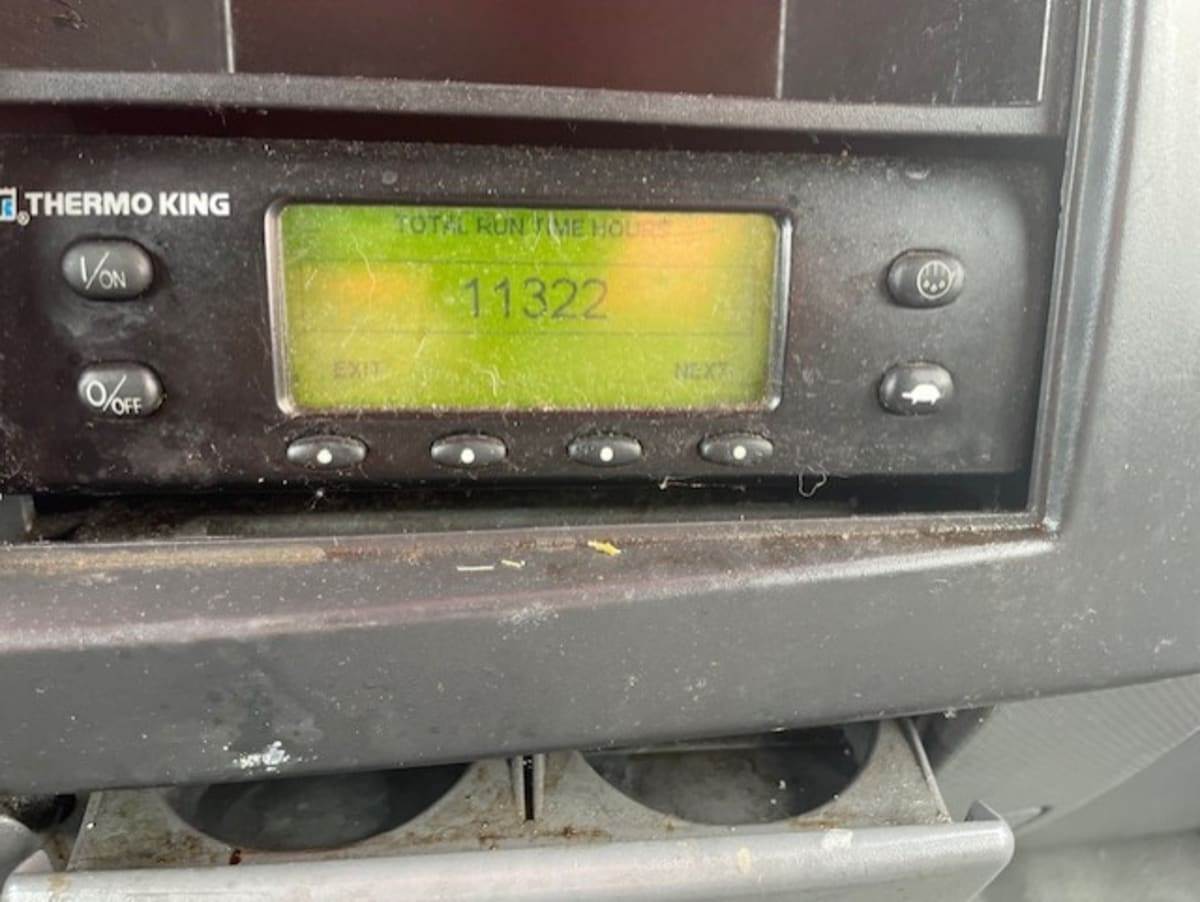 THERMO KING
TOTAL RUN TIME HOURS
I/ON
11322
O/OFF
EXIT
NEXT